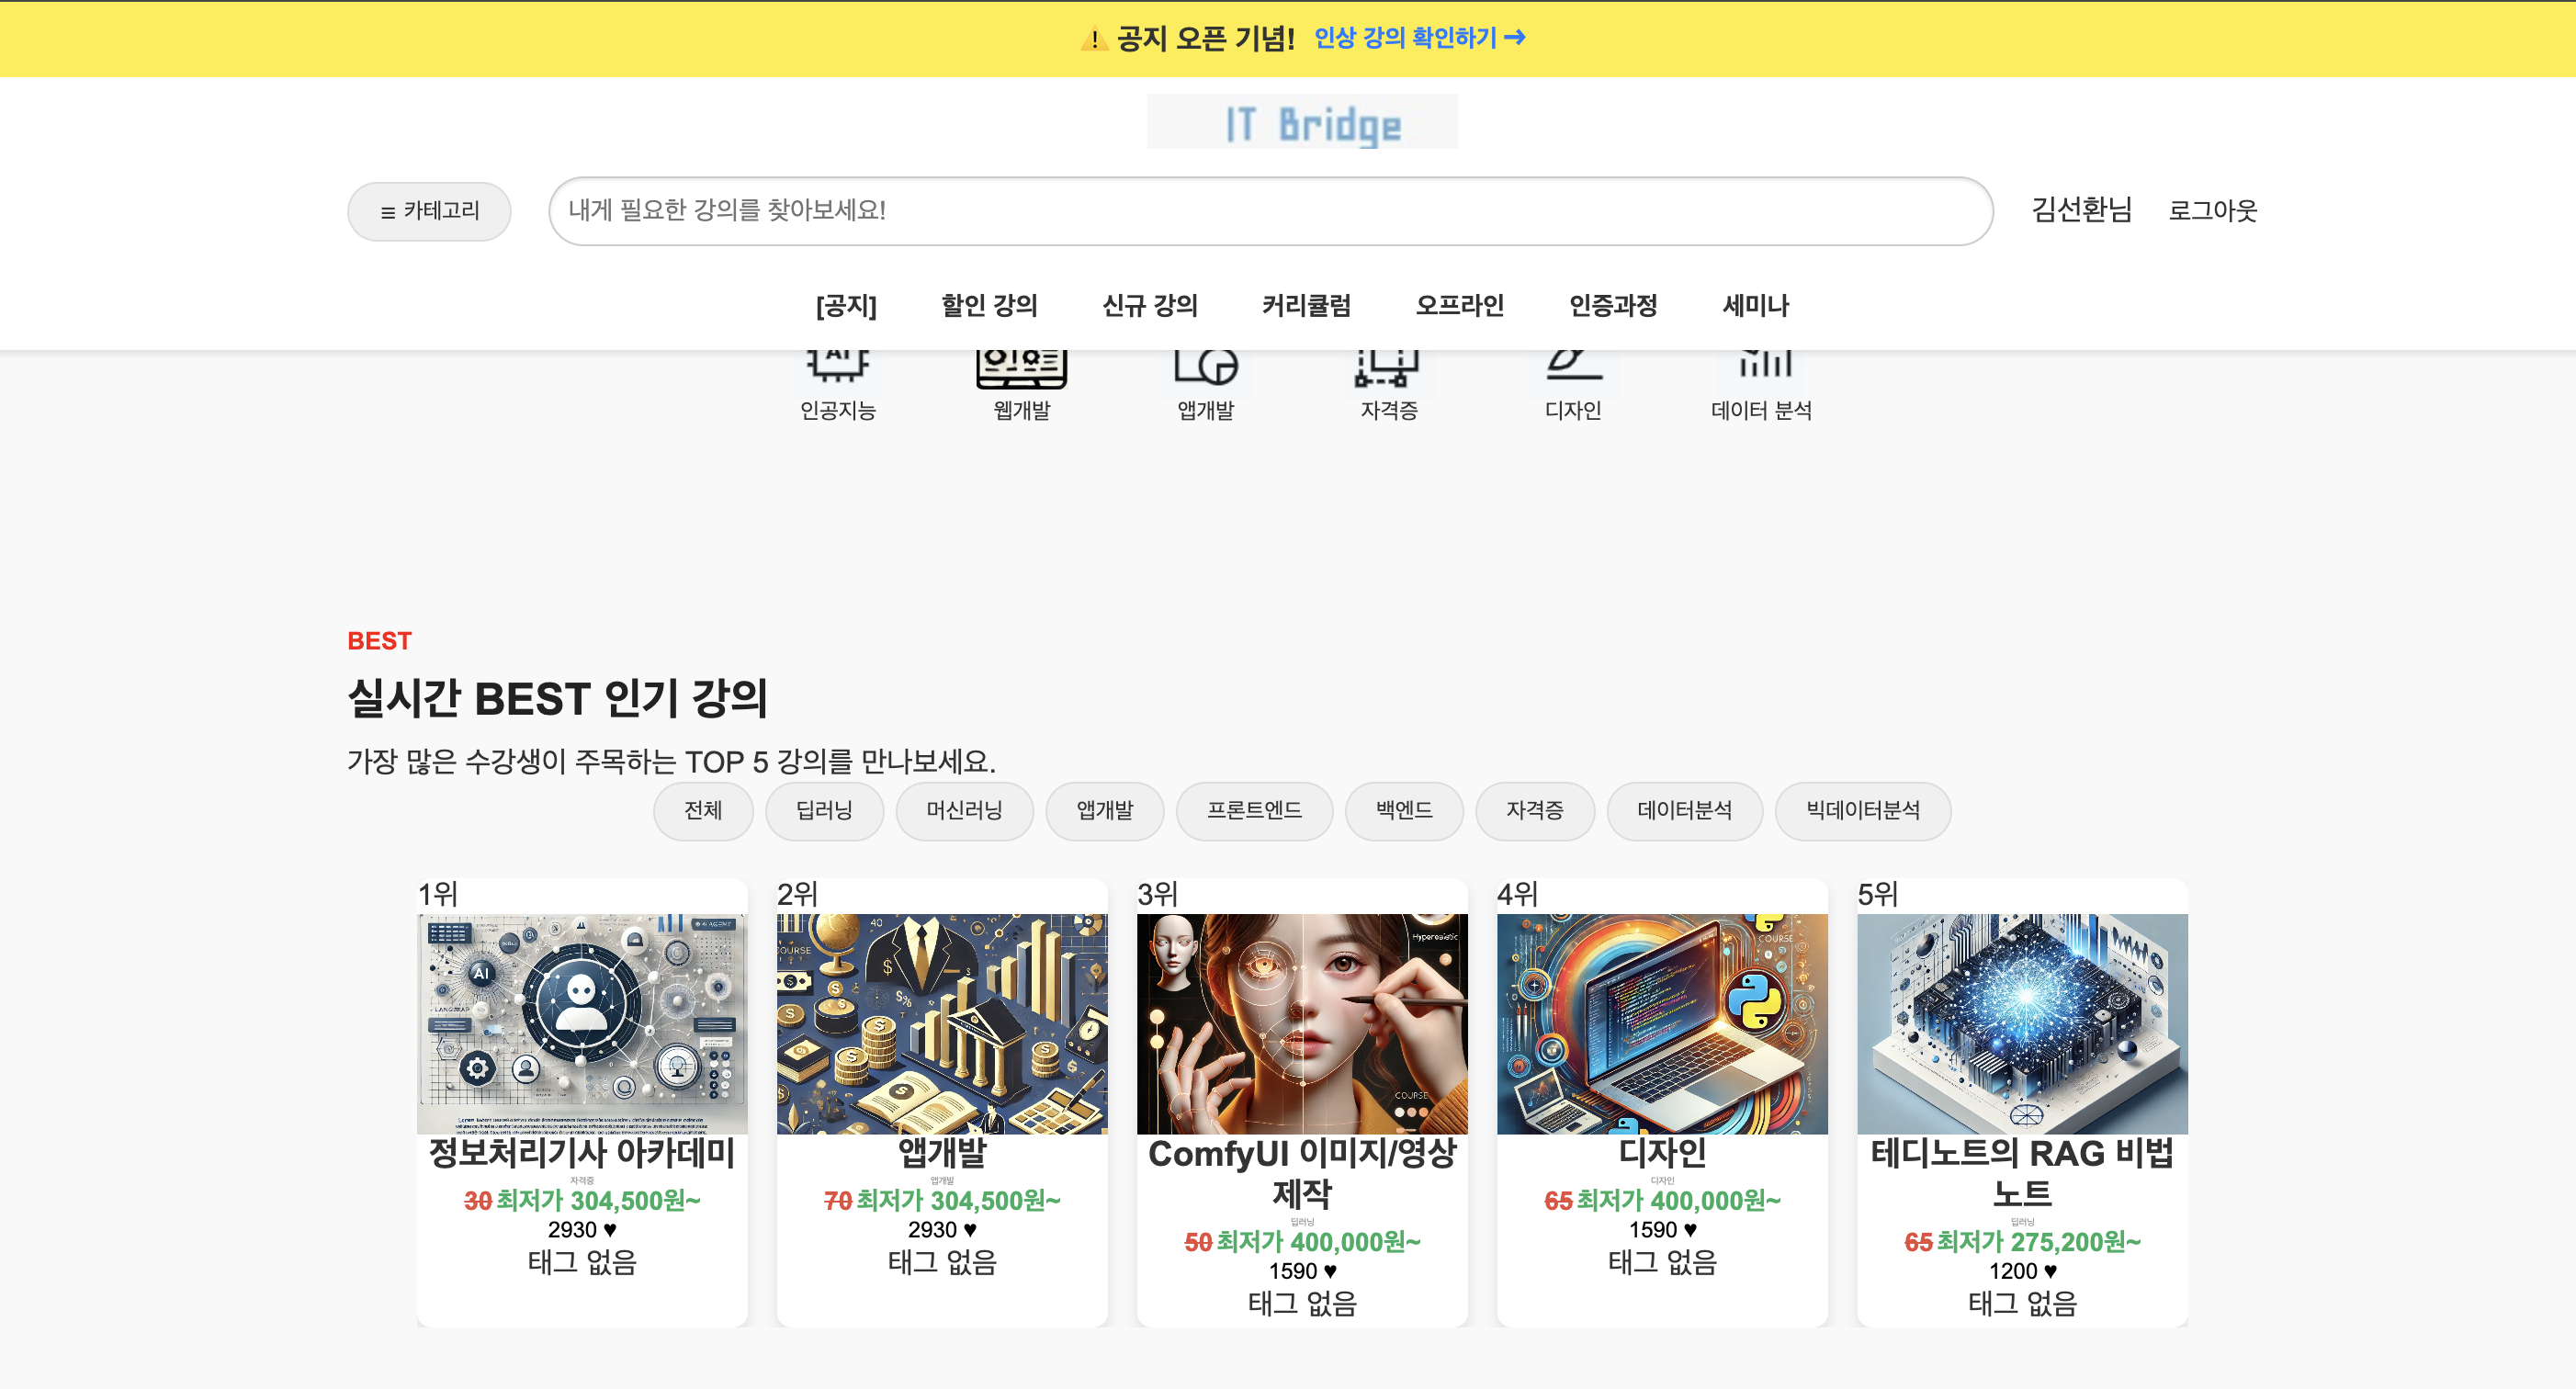 ⚠️ 공지 오픈 기념! 인상 강의 확인하기 →
IT Bridge
≡ 카테고리
내게 필요한 강의를 찾아보세요!
김선환님 로그아웃
[공지] 할인 강의 신규 강의 커리큘럼 오프라인 인증과정 세미나
AI
인공지능 웹개발 앱개발 자격증 디자인 데이터 분석
BEST
실시간 BEST 인기 강의
가장 많은 수강생이 주목하는 TOP 5 강의를 만나보세요.
전체 딥러닝 머신러닝 앱개발 프론트엔드 백엔드 자격증 데이터분석 빅데이터분석
1위
AI
정보처리기사 아카데미
자격증
30 최저가 304,500원~
2930 ♥
태그 없음
2위
앱개발
앱개발
70 최저가 304,500원~
2930 ♥
태그 없음
3위
Hyperealistic
COURSE
ComfyUI 이미지/영상
제작
딥러닝
50 최저가 400,000원~
1590 ♥
태그 없음
4위
COURSE
디자인
디자인
65 최저가 400,000원~
1590 ♥
태그 없음
5위
테디노트의 RAG 비법
노트
딥러닝
65 최저가 275,200원~
1200 ♥
태그 없음